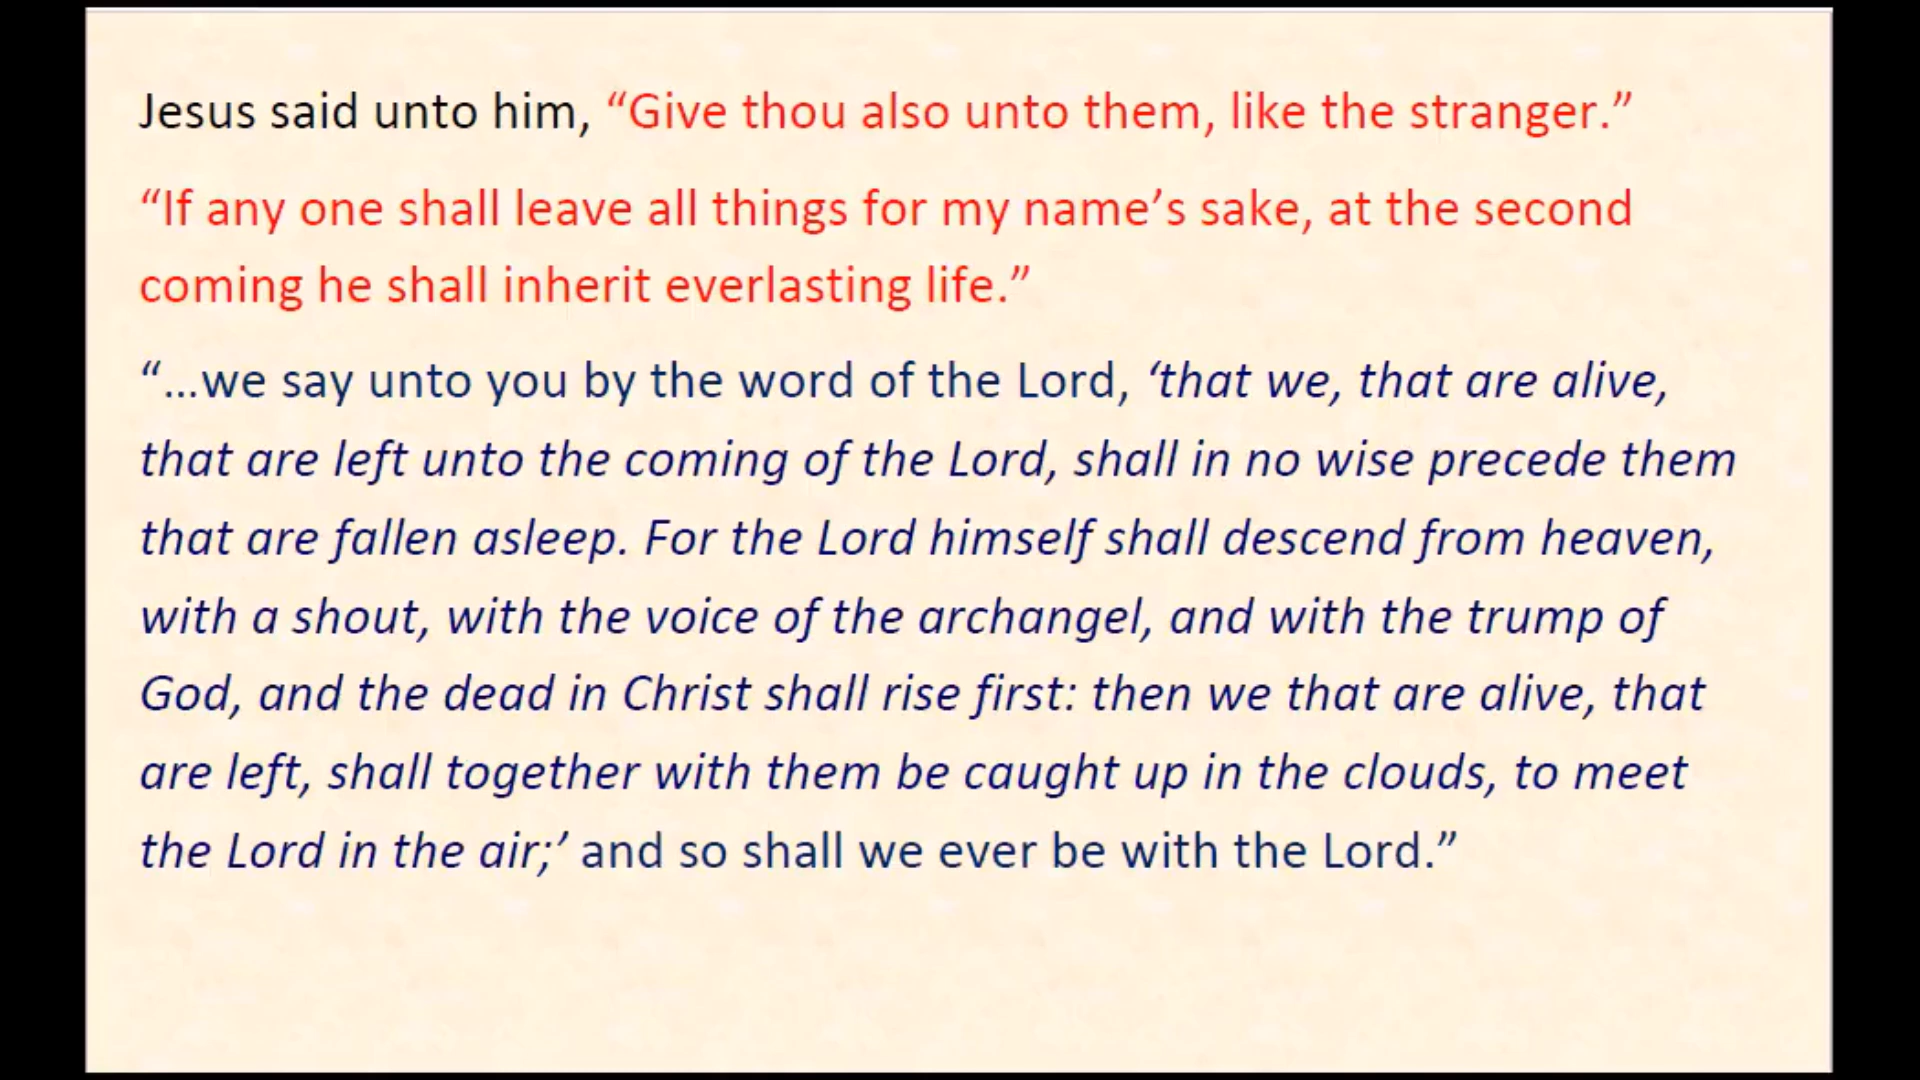 Jesus said unto him, “Give thou also unto them, like the stranger.”
“If any one shall leave all things for my name’s sake, at the second
coming he shall inherit everlasting life.”
“...we say unto you by the word of the Lord, ‘that we, that are alive,
that are left unto the coming of the Lord, shall in no wise precede them
that are fallen asleep. For the Lord himself shall descend from heaven,
with a shout, with the voice of the archangel, and with the trump of
God, and the dead in Christ shall rise first: then we that are alive, that
are left, shall together with them be caught up in the clouds, to meet
the Lord in the air;’ and so shall we ever be with the Lord.”